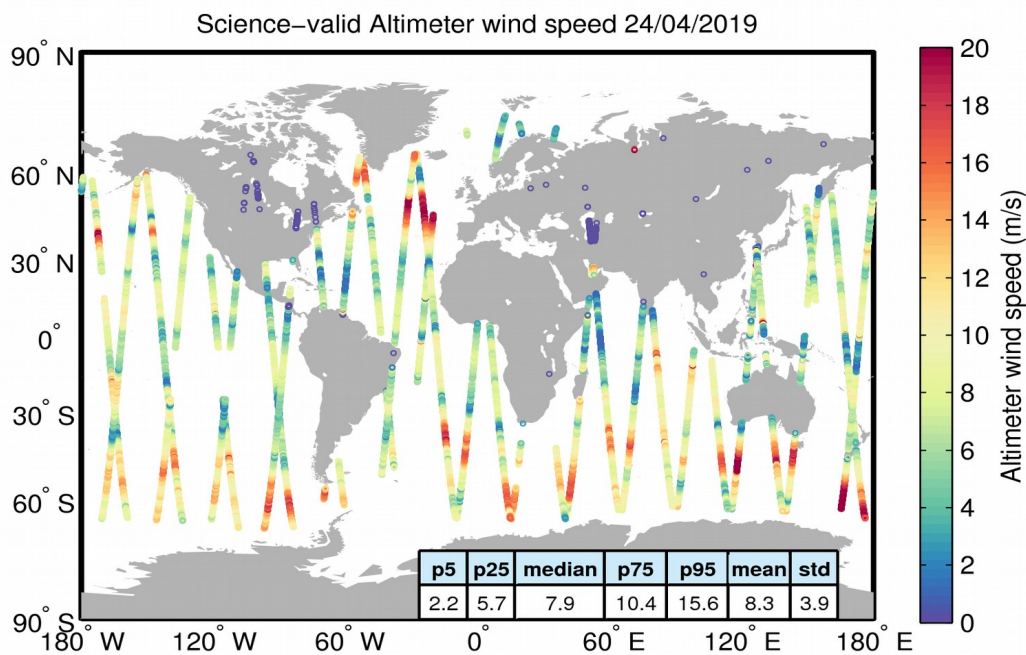 Science−valid Altimeter wind speed 24/04/2019
90° N
60° N
30° N
0°
30° S
60° S
90° S
180° W
120° W
60° W
0°
60° E
120° E
180° E
p5 p25 median p75 p95 mean std
2.2 5.7 7.9 10.4 15.6 8.3 3.9
20
18
16
14
12
10
8
6
4
2
0
Altimeter wind speed (m/s)